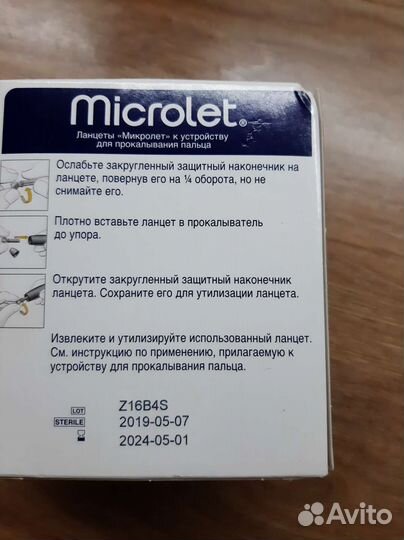 Microlet®
Ланцеты «Микролет» к устройству
для прокалывания пальца
Ослабьте закругленный защитный наконечник на
ланцете, повернув его на ¼ оборота, но не
снимайте его.
Плотно вставьте ланцет в прокалыватель
до упора.
Открутите закругленный защитный наконечник
ланцета. Сохраните его для утилизации ланцета.
Извлеките и утилизируйте использованный ланцет.
См. инструкцию по применению, прилагаемую к
устройству для прокалывания пальца.
LOT Z16B4S
STERILE 2019-05-07
2024-05-01
Avito